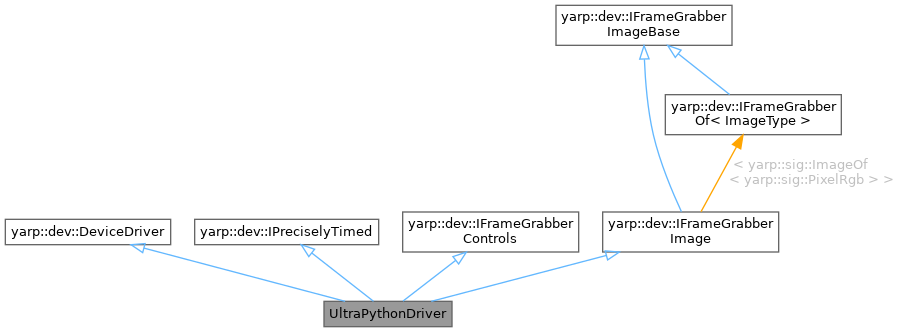 yarp::dev::IFrameGrabber
ImageBase
yarp::dev::IFrameGrabber
Of< ImageType >
< yarp::sig::ImageOf
< yarp::sig::PixelRgb > >
yarp::dev::DeviceDriver
yarp::dev::IPreciselyTimed
yarp::dev::IFrameGrabber
Controls
yarp::dev::IFrameGrabber
Image
UltraPythonDriver